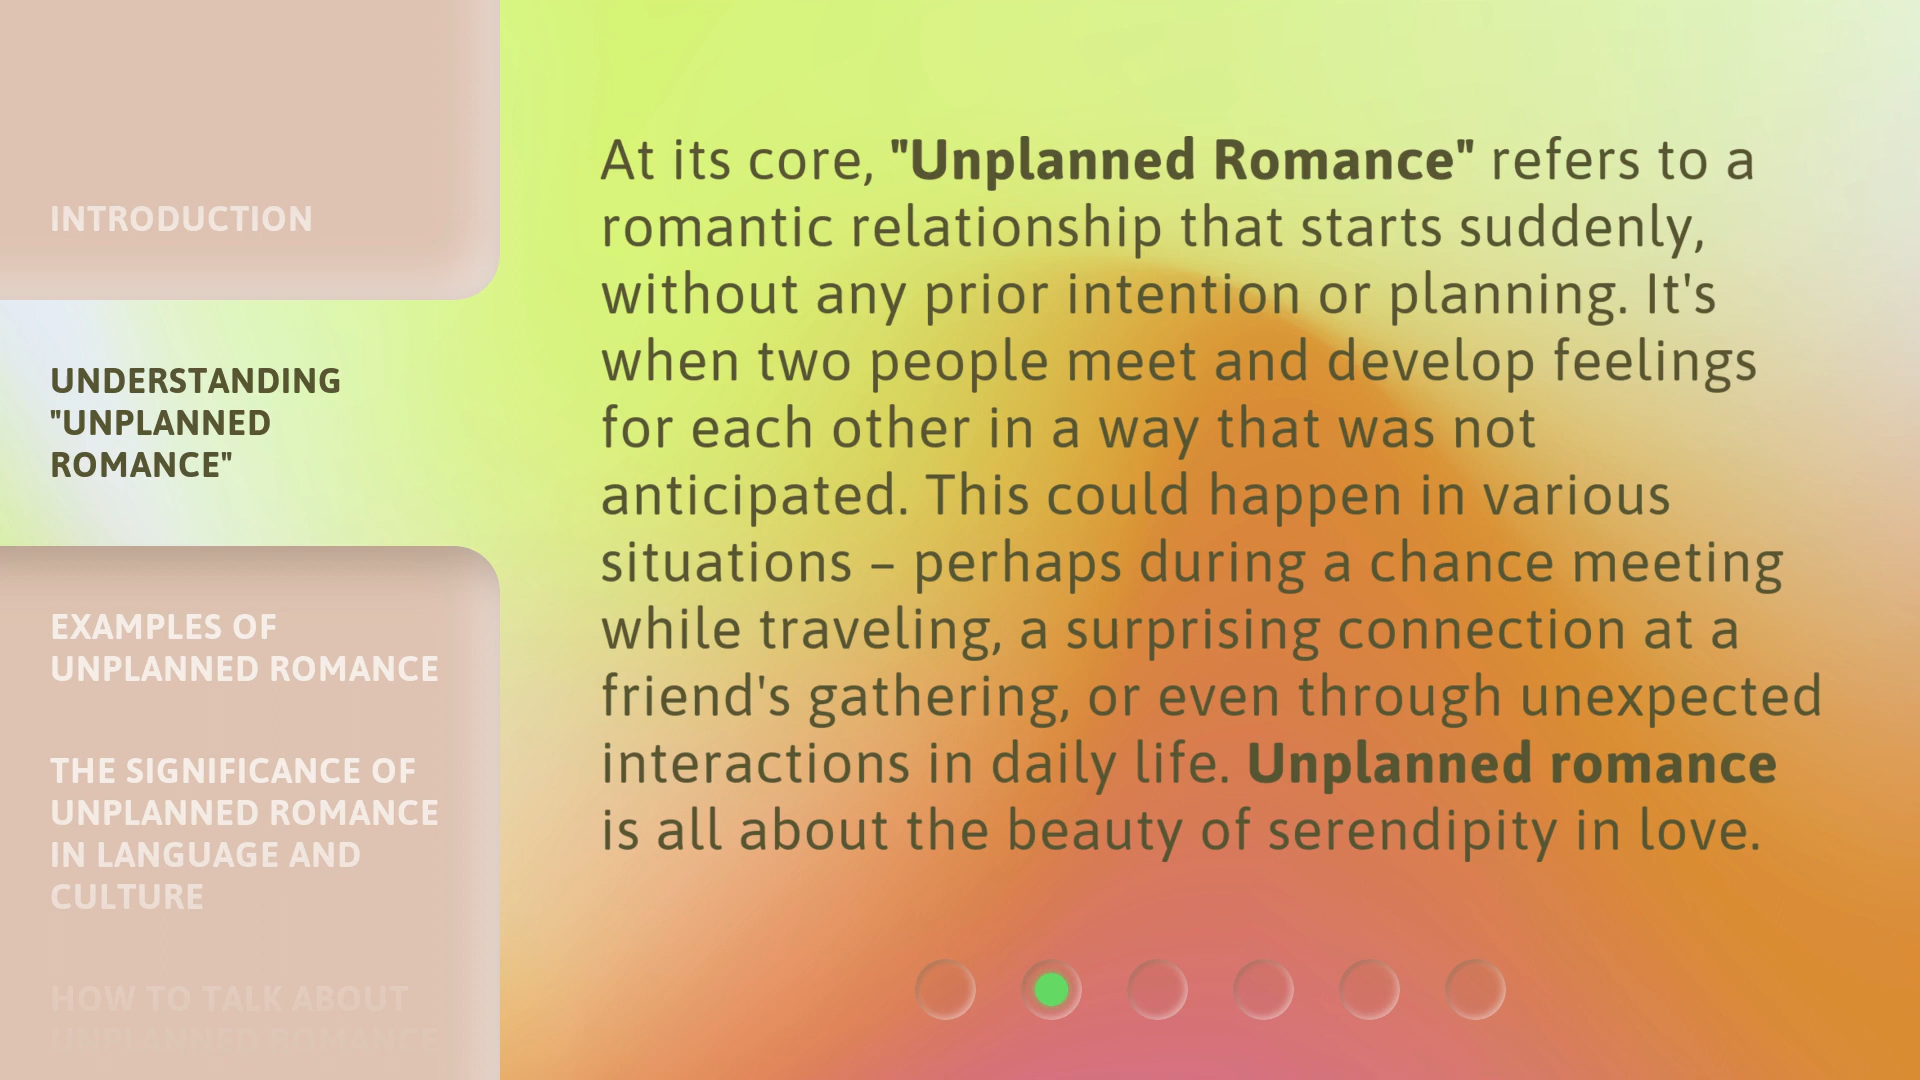 INTRODUCTION
UNDERSTANDING
"UNPLANNED
ROMANCE"
EXAMPLES OF
UNPLANNED ROMANCE
THE SIGNIFICANCE OF
UNPLANNED ROMANCE
IN LANGUAGE AND
CULTURE
HOW TO TALK ABOUT
UNPLANNED ROMANCE
At its core, "Unplanned Romance" refers to a
romantic relationship that starts suddenly,
without any prior intention or planning. It's
when two people meet and develop feelings
for each other in a way that was not
anticipated. This could happen in various
situations – perhaps during a chance meeting
while traveling, a surprising connection at a
friend's gathering, or even through unexpected
interactions in daily life. Unplanned romance
is all about the beauty of serendipity in love.